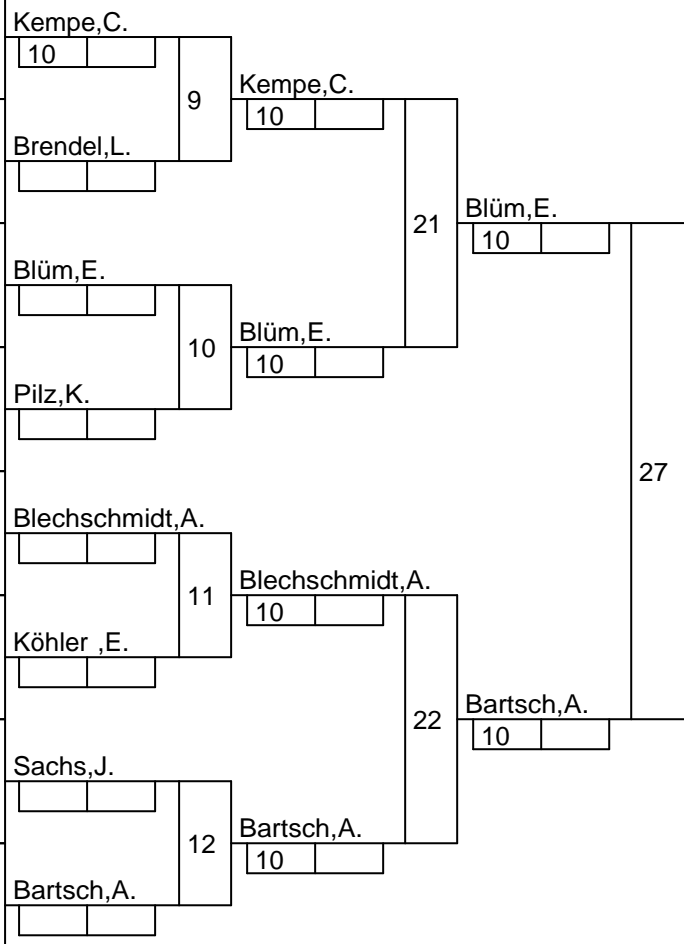 Kempe,C.
10
9
Kempe,C.
10
Brendel,L.
21
Blüm,E.
10
Blüm,E.
10
Blüm,E.
10
Pilz,K.
27
Blechschmidt,A.
11
Blechschmidt,A.
10
Köhler ,E.
22
Bartsch,A.
10
Sachs,J.
12
Bartsch,A.
10
Bartsch,A.